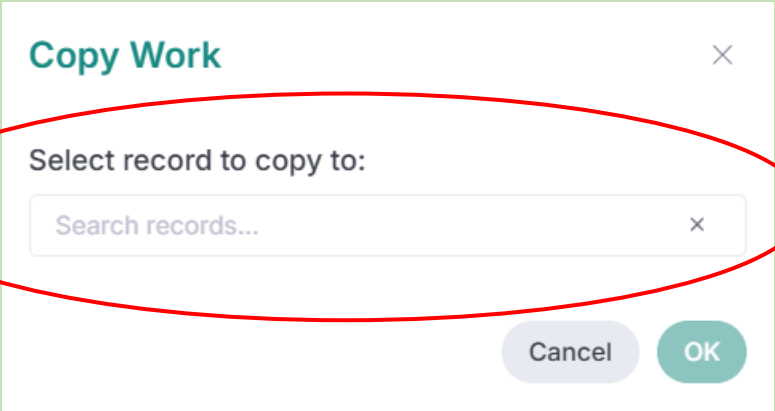 Copy Work
Select record to copy to:
Search records...
Cancel
OK